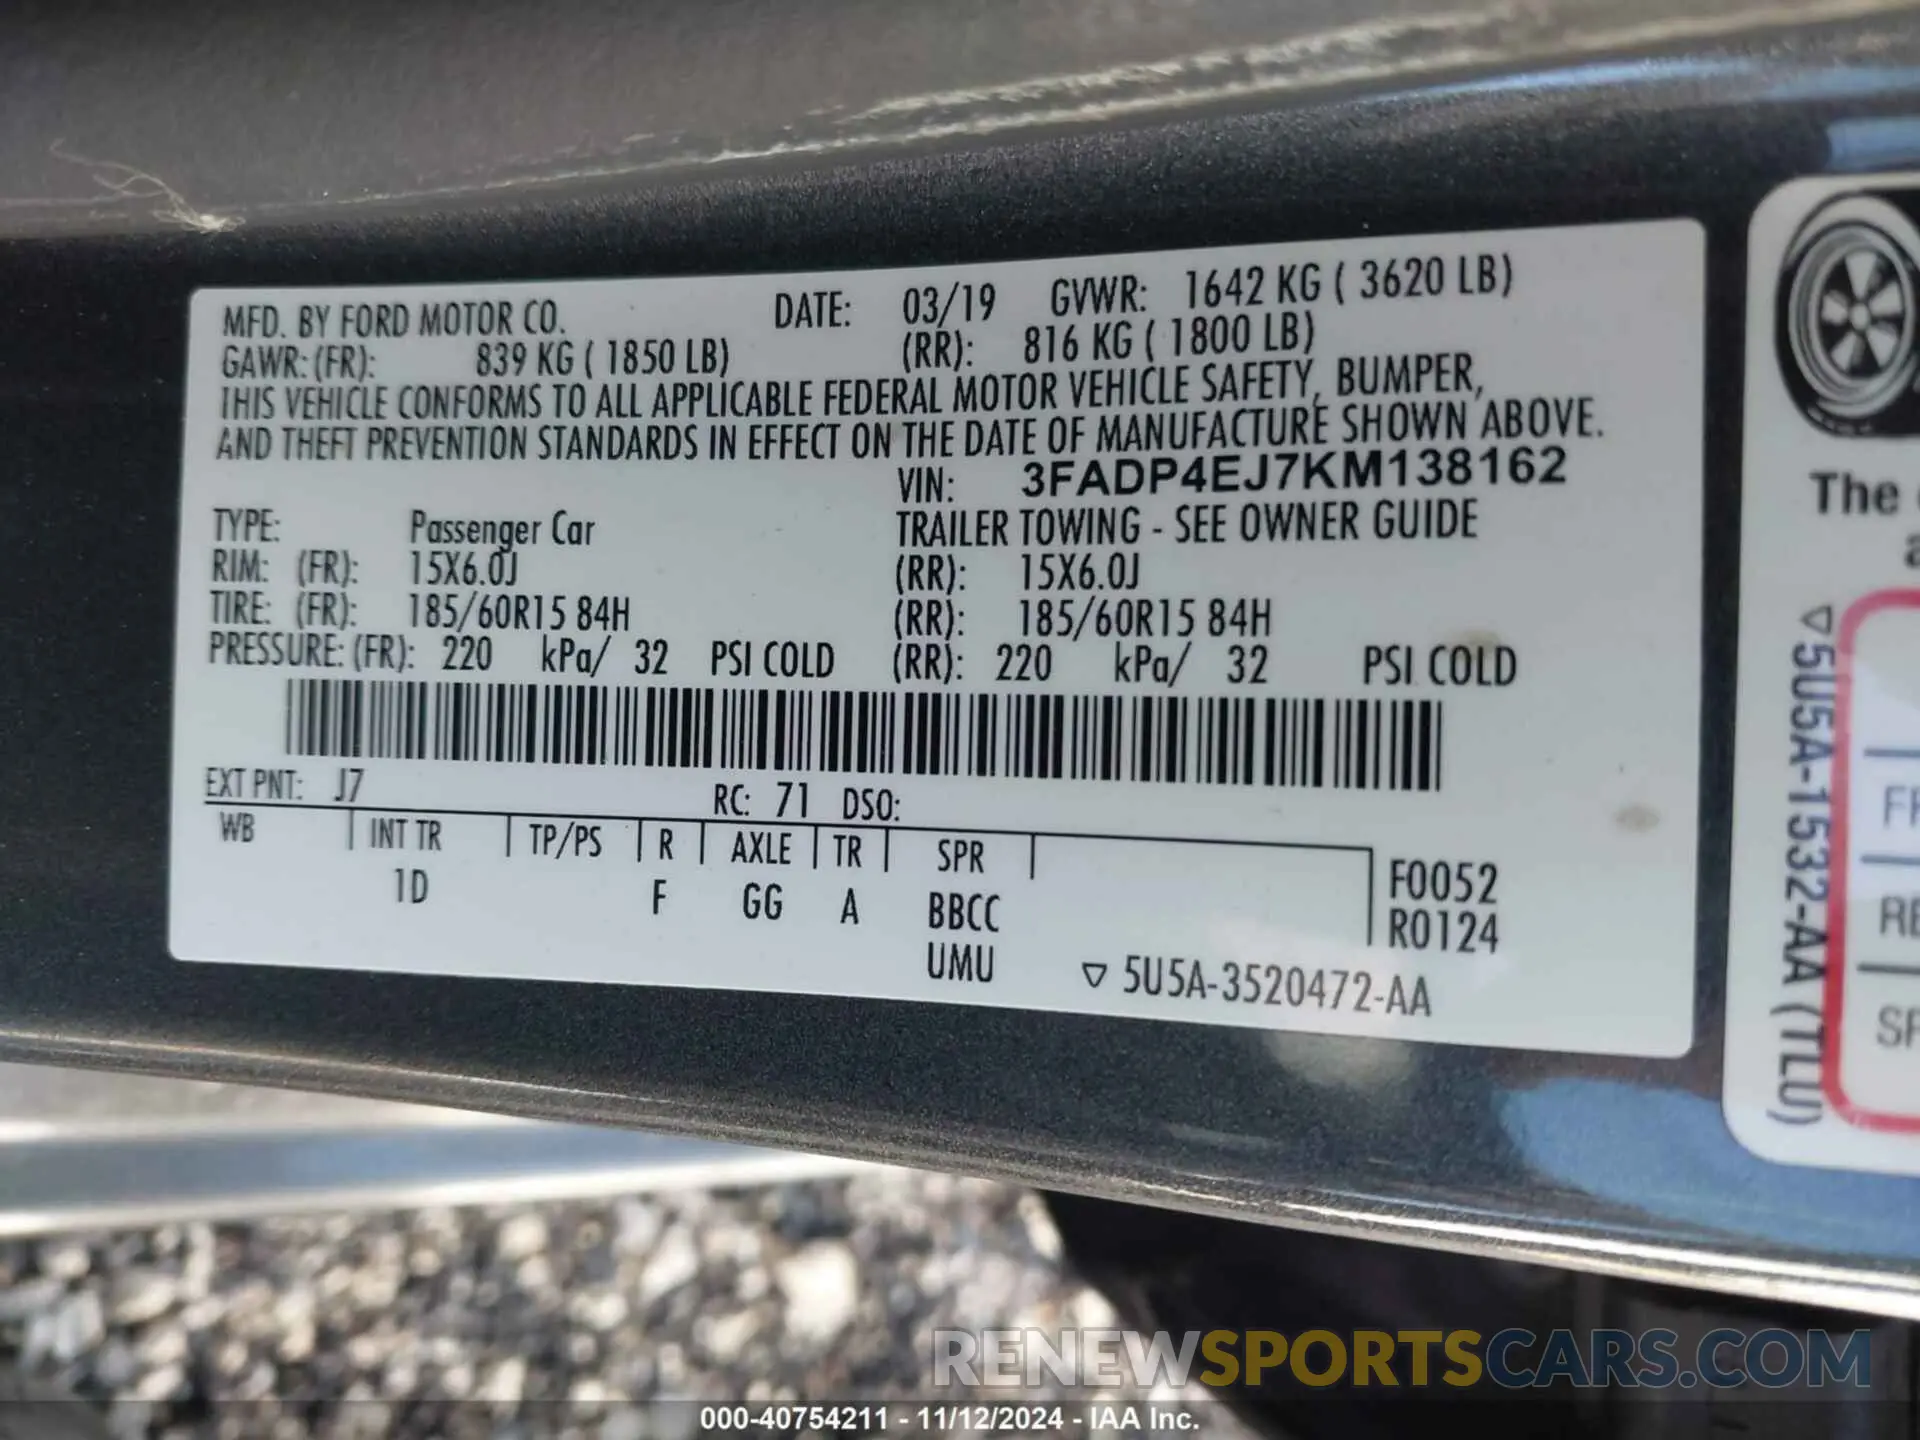 MFD. BY FORD MOTOR CO. DATE: 03/19 GVWR: 1642 KG ( 3620 LB)
GAWR: (FR): 839 KG ( 1850 LB) (RR): 816 KG ( 1800 LB)
THIS VEHICLE CONFORMS TO ALL APPLICABLE FEDERAL MOTOR VEHICLE SAFETY, BUMPER,
AND THEFT PREVENTION STANDARDS IN EFFECT ON THE DATE OF MANUFACTURE SHOWN ABOVE.
VIN: 3FADP4EJ7KM138162
TYPE: Passenger Car TRAILER TOWING - SEE OWNER GUIDE
RIM: (FR): 15X6.0J (RR): 15X6.0J
TIRE: (FR): 185/60R15 84H (RR): 185/60R15 84H
PRESSURE: (FR): 220 kPa/ 32 PSI COLD (RR): 220 kPa/ 32 PSI COLD
EXT PNT: J7 RC: 71 DSO:
WB INT TR TP/PS R AXLE TR SPR
1D F GG A BBCC
UMU
F0052
R0124
▽ 5U5A-3520472-AA
The
▽5U5A-1532-AA (TLU)
RENEWSPORTSCARS.COM
000-40754211 - 11/12/2024 - IAA Inc.